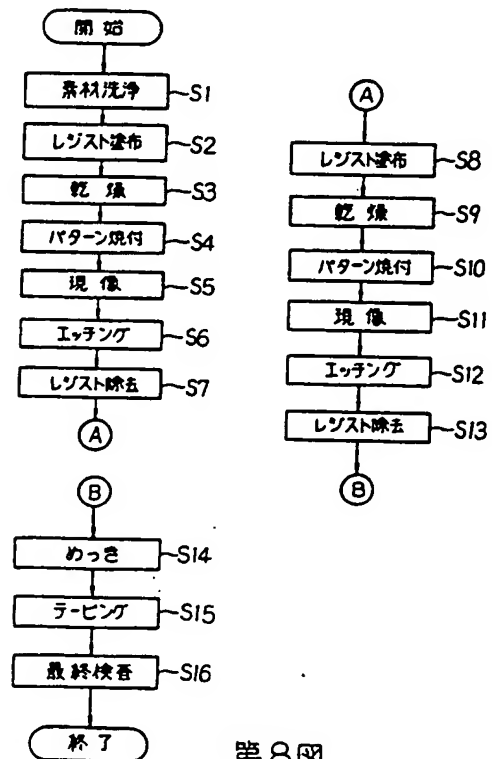 開始
素材洗浄 S1
レジスト塗布 S2
乾燥 S3
パターン焼付 S4
現像 S5
エッチング S6
レジスト除去 S7
A
A
レジスト塗布 S8
乾燥 S9
パターン焼付 S10
現像 S11
エッチング S12
レジスト除去 S13
B
B
めっき S14
テーピング S15
最終検査 S16
終了
第8図